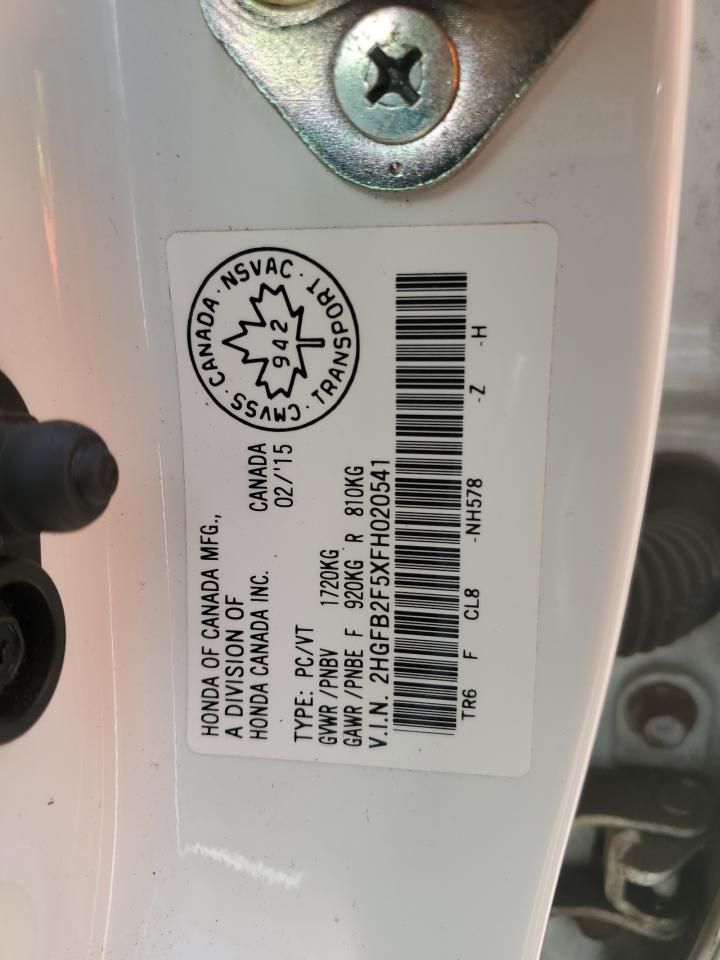 HONDA OF CANADA MFG.,
A DIVISION OF
HONDA CANADA INC.
CANADA
02/'15
CMVSS · CANADA · NSVAC · TRANSPORT ·
942
TYPE: PC/VT
GVWR/PNBV 1720KG
GAWR/PNBE F 920KG R 810KG
V.I.N. 2HGFB2F5XFH020541
TR6 F CL8 -NH578 -Z -H